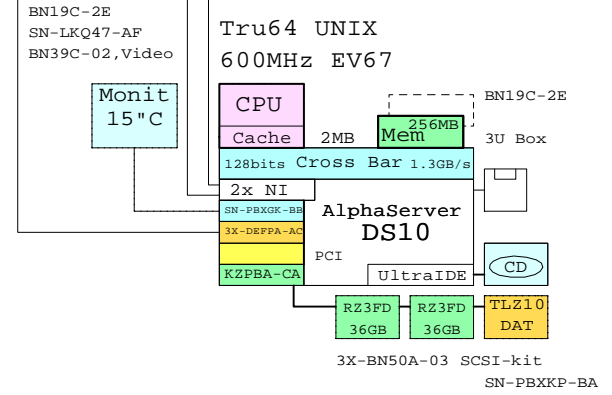 BN19C-2E
SN-LKQ47-AF
BN39C-02,Video
Tru64 UNIX
600MHz EV67
Monit
15"C
CPU
Cache
2MB
256MB
Mem
BN19C-2E
3U Box
128bits Cross Bar 1.3GB/s
2x NI
SN-PBXGK-BB
3X-DEFPA-AC
AlphaServer
DS10
PCI
KZPBA-CA
UltraIDE
CD
RZ3FD
36GB
RZ3FD
36GB
TLZ10
DAT
3X-BN50A-03 SCSI-kit
SN-PBXKP-BA